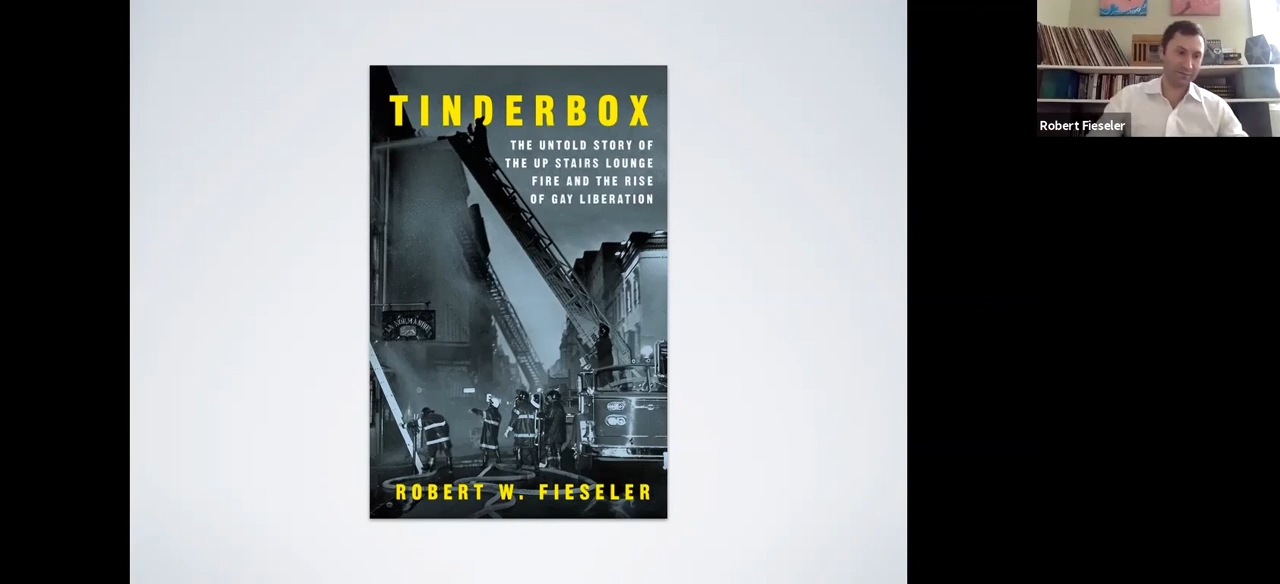 TINDERBOX
THE UNTOLD STORY OF
THE UP STAIRS LOUNGE
FIRE AND THE RISE
OF GAY LIBERATION
ROBERT W. FIESELER
Robert Fieseler